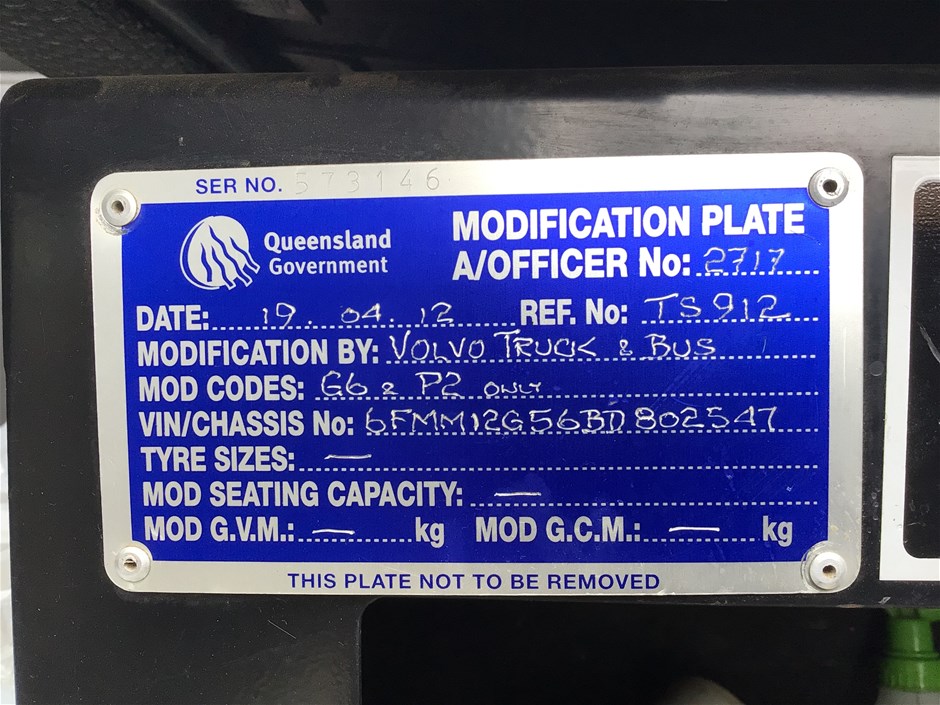 SER NO. 573146
Queensland
Government
MODIFICATION PLATE
A/OFFICER No: 2717
DATE: 19. 04. 12 REF. No: TS912
MODIFICATION BY: VOLVO TRUCK & BUS
MOD CODES: G6 & P2 ONLY
VIN/CHASSIS No: 6FMM12G56BD802547
TYRE SIZES: —
MOD SEATING CAPACITY: —
MOD G.V.M.: — kg MOD G.C.M.: — kg
THIS PLATE NOT TO BE REMOVED